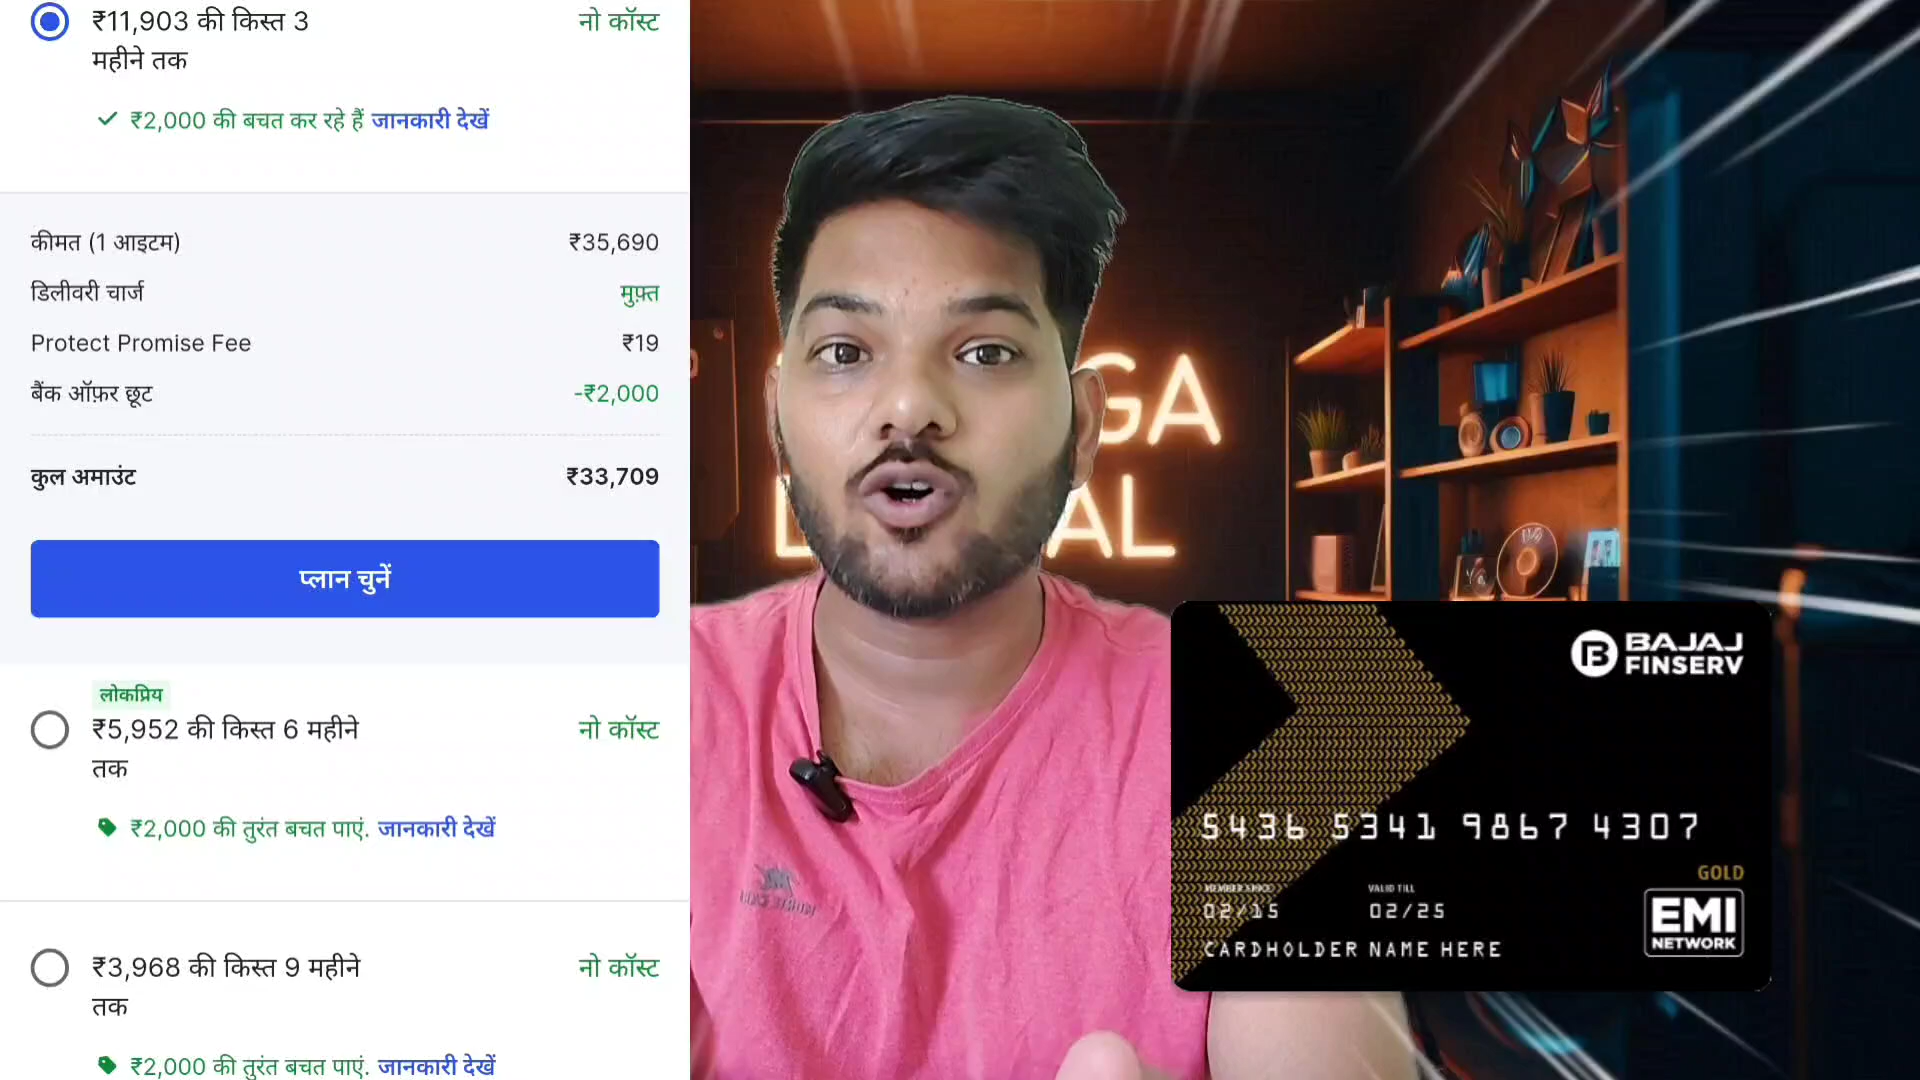 ₹11,903 की किस्त 3
महीने तक
नो कॉस्ट
₹2,000 की बचत कर रहे हैं जानकारी देखें
कीमत (1 आइटम)
₹35,690
डिलीवरी चार्ज
मुफ़्त
Protect Promise Fee
₹19
बैंक ऑफ़र छूट
-₹2,000
कुल अमाउंट
₹33,709
प्लान चुनें
लोकप्रिय
₹5,952 की किस्त 6 महीने
तक
नो कॉस्ट
₹2,000 की तुरंत बचत पाएं. जानकारी देखें
₹3,968 की किस्त 9 महीने
तक
नो कॉस्ट
₹2,000 की तुरंत बचत पाएं. जानकारी देखें
GA
AL
BAJAJ
FINSERV
5436 5341 9867 4307
GOLD
MEMBER SINCE
VALID TILL
02/15
02/25
CARDHOLDER NAME HERE
EMI
NETWORK